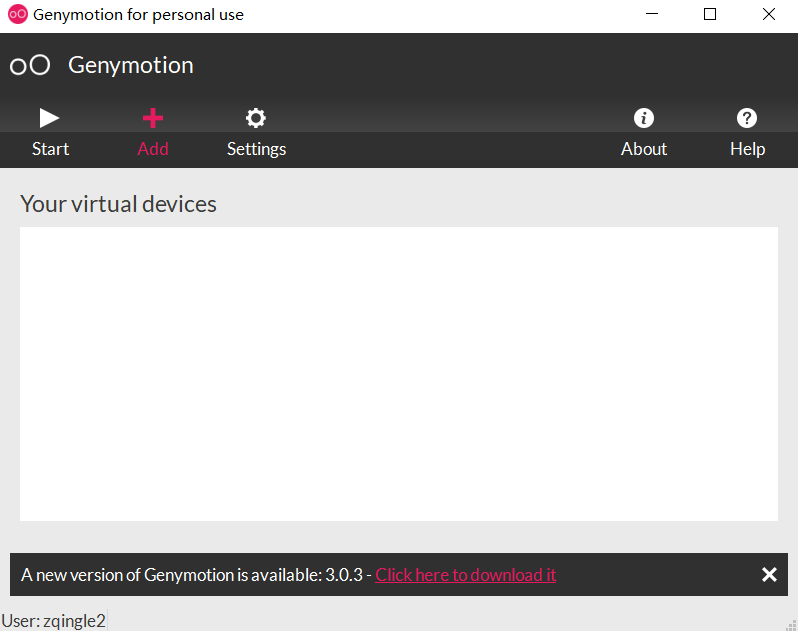 Genymotion for personal use
Genymotion
Start Add Settings About Help
Your virtual devices
A new version of Genymotion is available: 3.0.3 - Click here to download it
User: zqingle2